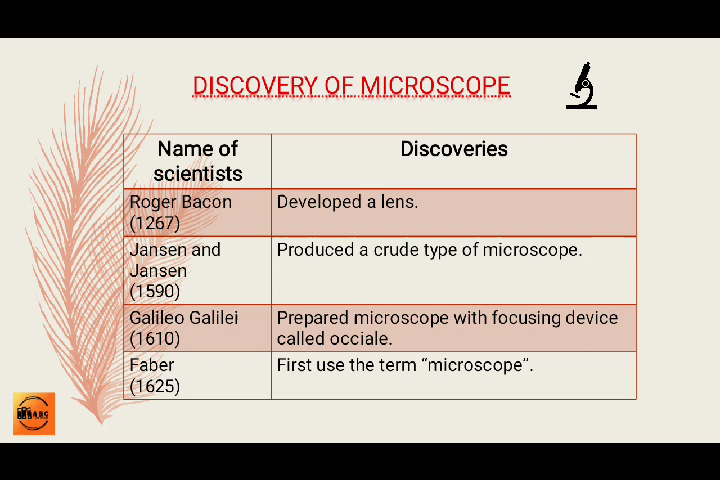 DISCOVERY OF MICROSCOPE
Name of
scientists
Discoveries
Roger Bacon
(1267)
Developed a lens.
Jansen and
Jansen
(1590)
Produced a crude type of microscope.
Galileo Galilei
(1610)
Prepared microscope with focusing device
called occiale.
Faber
(1625)
First use the term “microscope”.